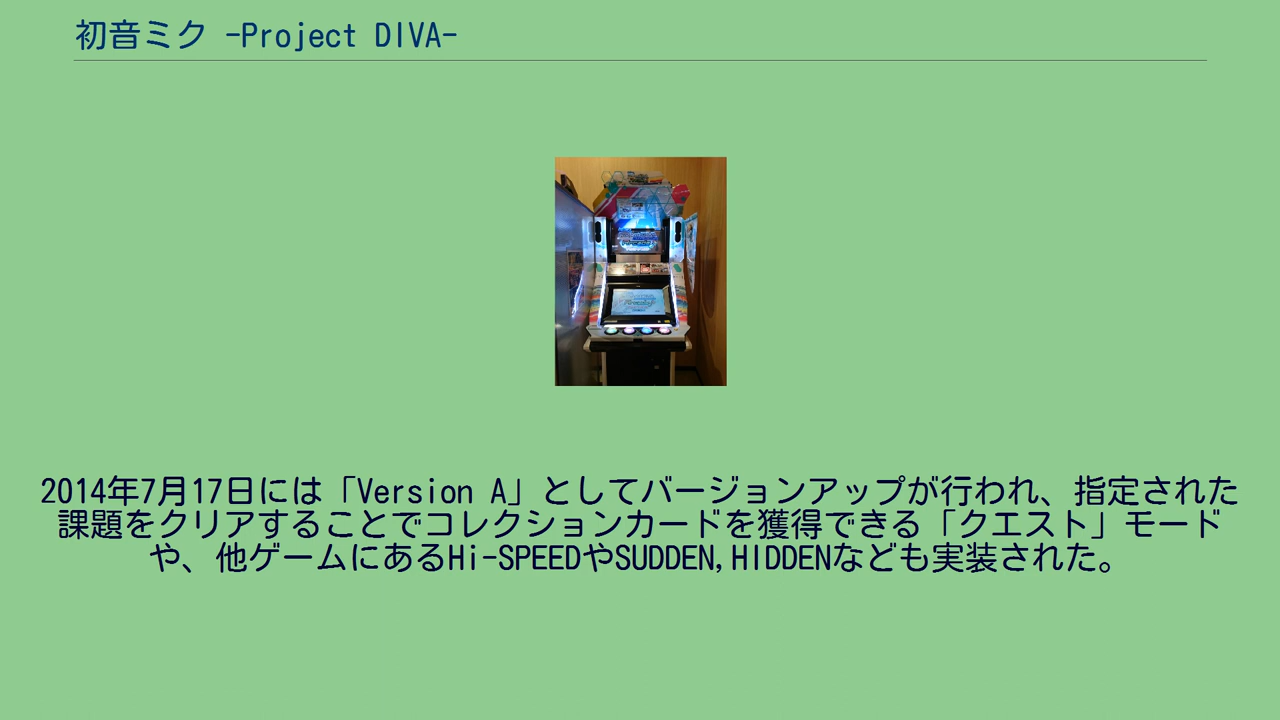 初音ミク -Project DIVA-
2014年7月17日には「Version A」としてバージョンアップが行われ、指定された
課題をクリアすることでコレクションカードを獲得できる「クエスト」モード
や、他ゲームにあるHi-SPEEDやSUDDEN,HIDDENなども実装された。